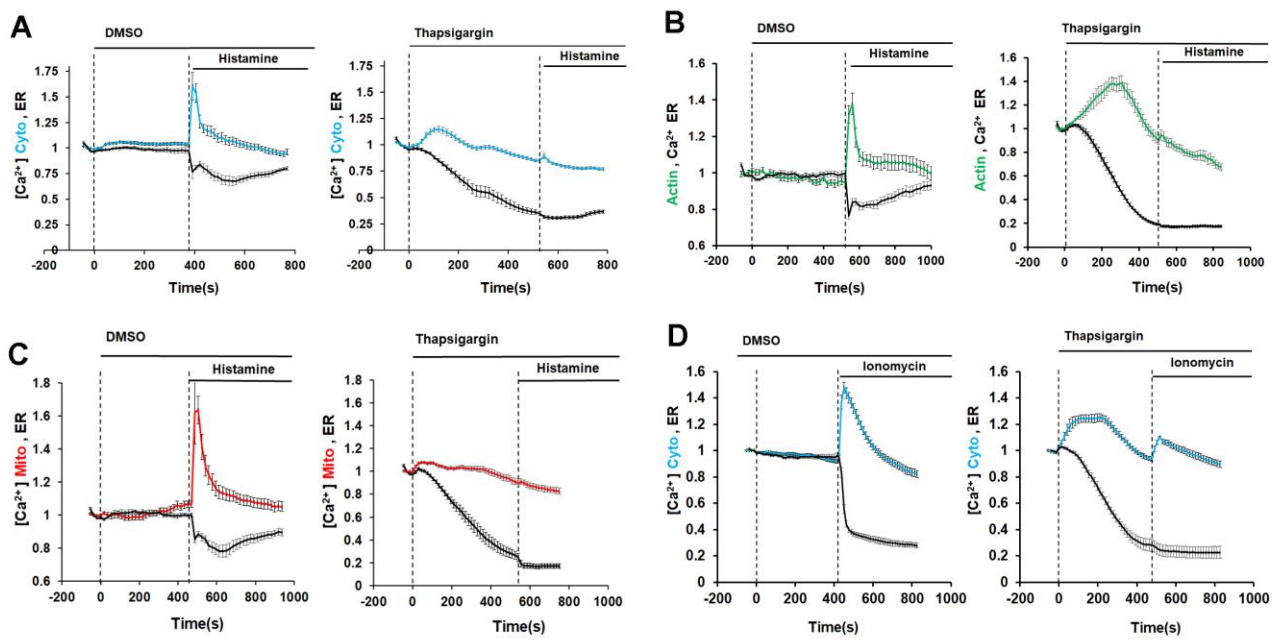 A
DMSO
Histamine
[Ca²⁺] Cyto , ER
1.75
1.5
1.25
1
0.75
0.5
0.25
0
-200 0 200 400 600 800
Time(s)
Thapsigargin
Histamine
[Ca²⁺] Cyto , ER
1.75
1.5
1.25
1
0.75
0.5
0.25
0
-200 0 200 400 600 800
Time(s)
B
DMSO
Histamine
Actin , Ca²⁺ ER
1.6
1.4
1.2
1
0.8
0.6
-200 0 200 400 600 800 1000
Time(s)
Thapsigargin
Histamine
Actin , Ca²⁺ ER
1.6
1.4
1.2
1
0.8
0.6
0.4
0.2
0
-200 0 200 400 600 800 1000
Time(s)
C
DMSO
Histamine
[Ca²⁺] Mito , ER
1.8
1.6
1.4
1.2
1
0.8
0.6
-200 0 200 400 600 800 1000
Time(s)
Thapsigargin
Histamine
[Ca²⁺] Mito , ER
1.8
1.6
1.4
1.2
1
0.8
0.6
0.4
0.2
0
-200 0 200 400 600 800 1000
Time(s)
D
DMSO
Ionomycin
[Ca²⁺] Cyto , ER
1.6
1.4
1.2
1
0.8
0.6
0.4
0.2
0
-200 0 200 400 600 800 1000
Time(s)
Thapsigargin
Ionomycin
[Ca²⁺] Cyto , ER
1.6
1.4
1.2
1
0.8
0.6
0.4
0.2
0
-200 0 200 400 600 800 1000
Time(s)